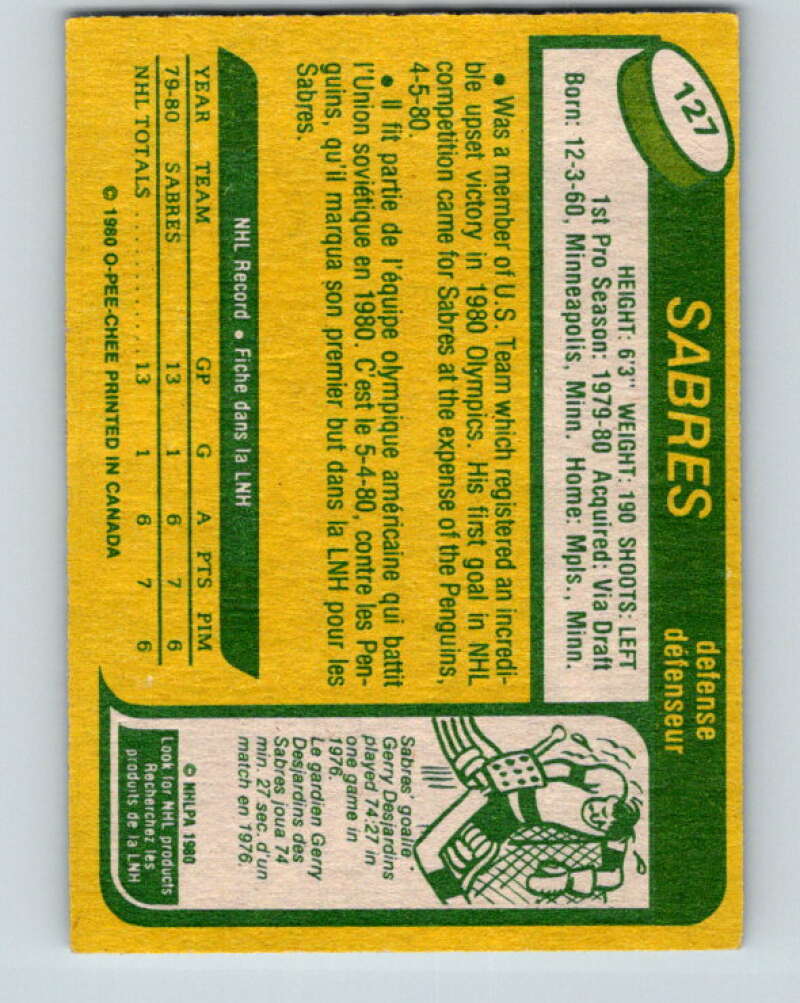 127
SABRES
defense
défenseur
HEIGHT: 6'3" WEIGHT: 190 SHOOTS: LEFT
1st Pro Season: 1979-80 Acquired: Via Draft
Born: 12-3-60, Minneapolis, Minn. Home: Mpls., Minn.
• Was a member of U.S. Team which registered an incredi-
ble upset victory in 1980 Olympics. His first goal in NHL
competition came for Sabres at the expense of the Penguins,
4-5-80.
• Il fit partie de l'équipe olympique américaine qui battit
l'Union soviétique en 1980. C'est le 5-4-80, contre les Pen-
guins, qu'il marqua son premier but dans la LNH pour les
Sabres.
NHL Record • Fiche dans la LNH
YEAR TEAM GP G A PTS PIM
79-80 SABRES 13 1 6 7 6
NHL TOTALS .......... 13 1 6 7 6
© 1980 O-PEE-CHEE PRINTED IN CANADA
Sabres' goalie
Gerry Desjardins
played 74:27 in
one game in
1976.
Le gardien Gerry
Desjardins des
Sabres joua 74
min. 27 sec. d'un
match en 1976.
© NHLPA 1980
Look for NHL products
Recherchez les
produits de la LNH